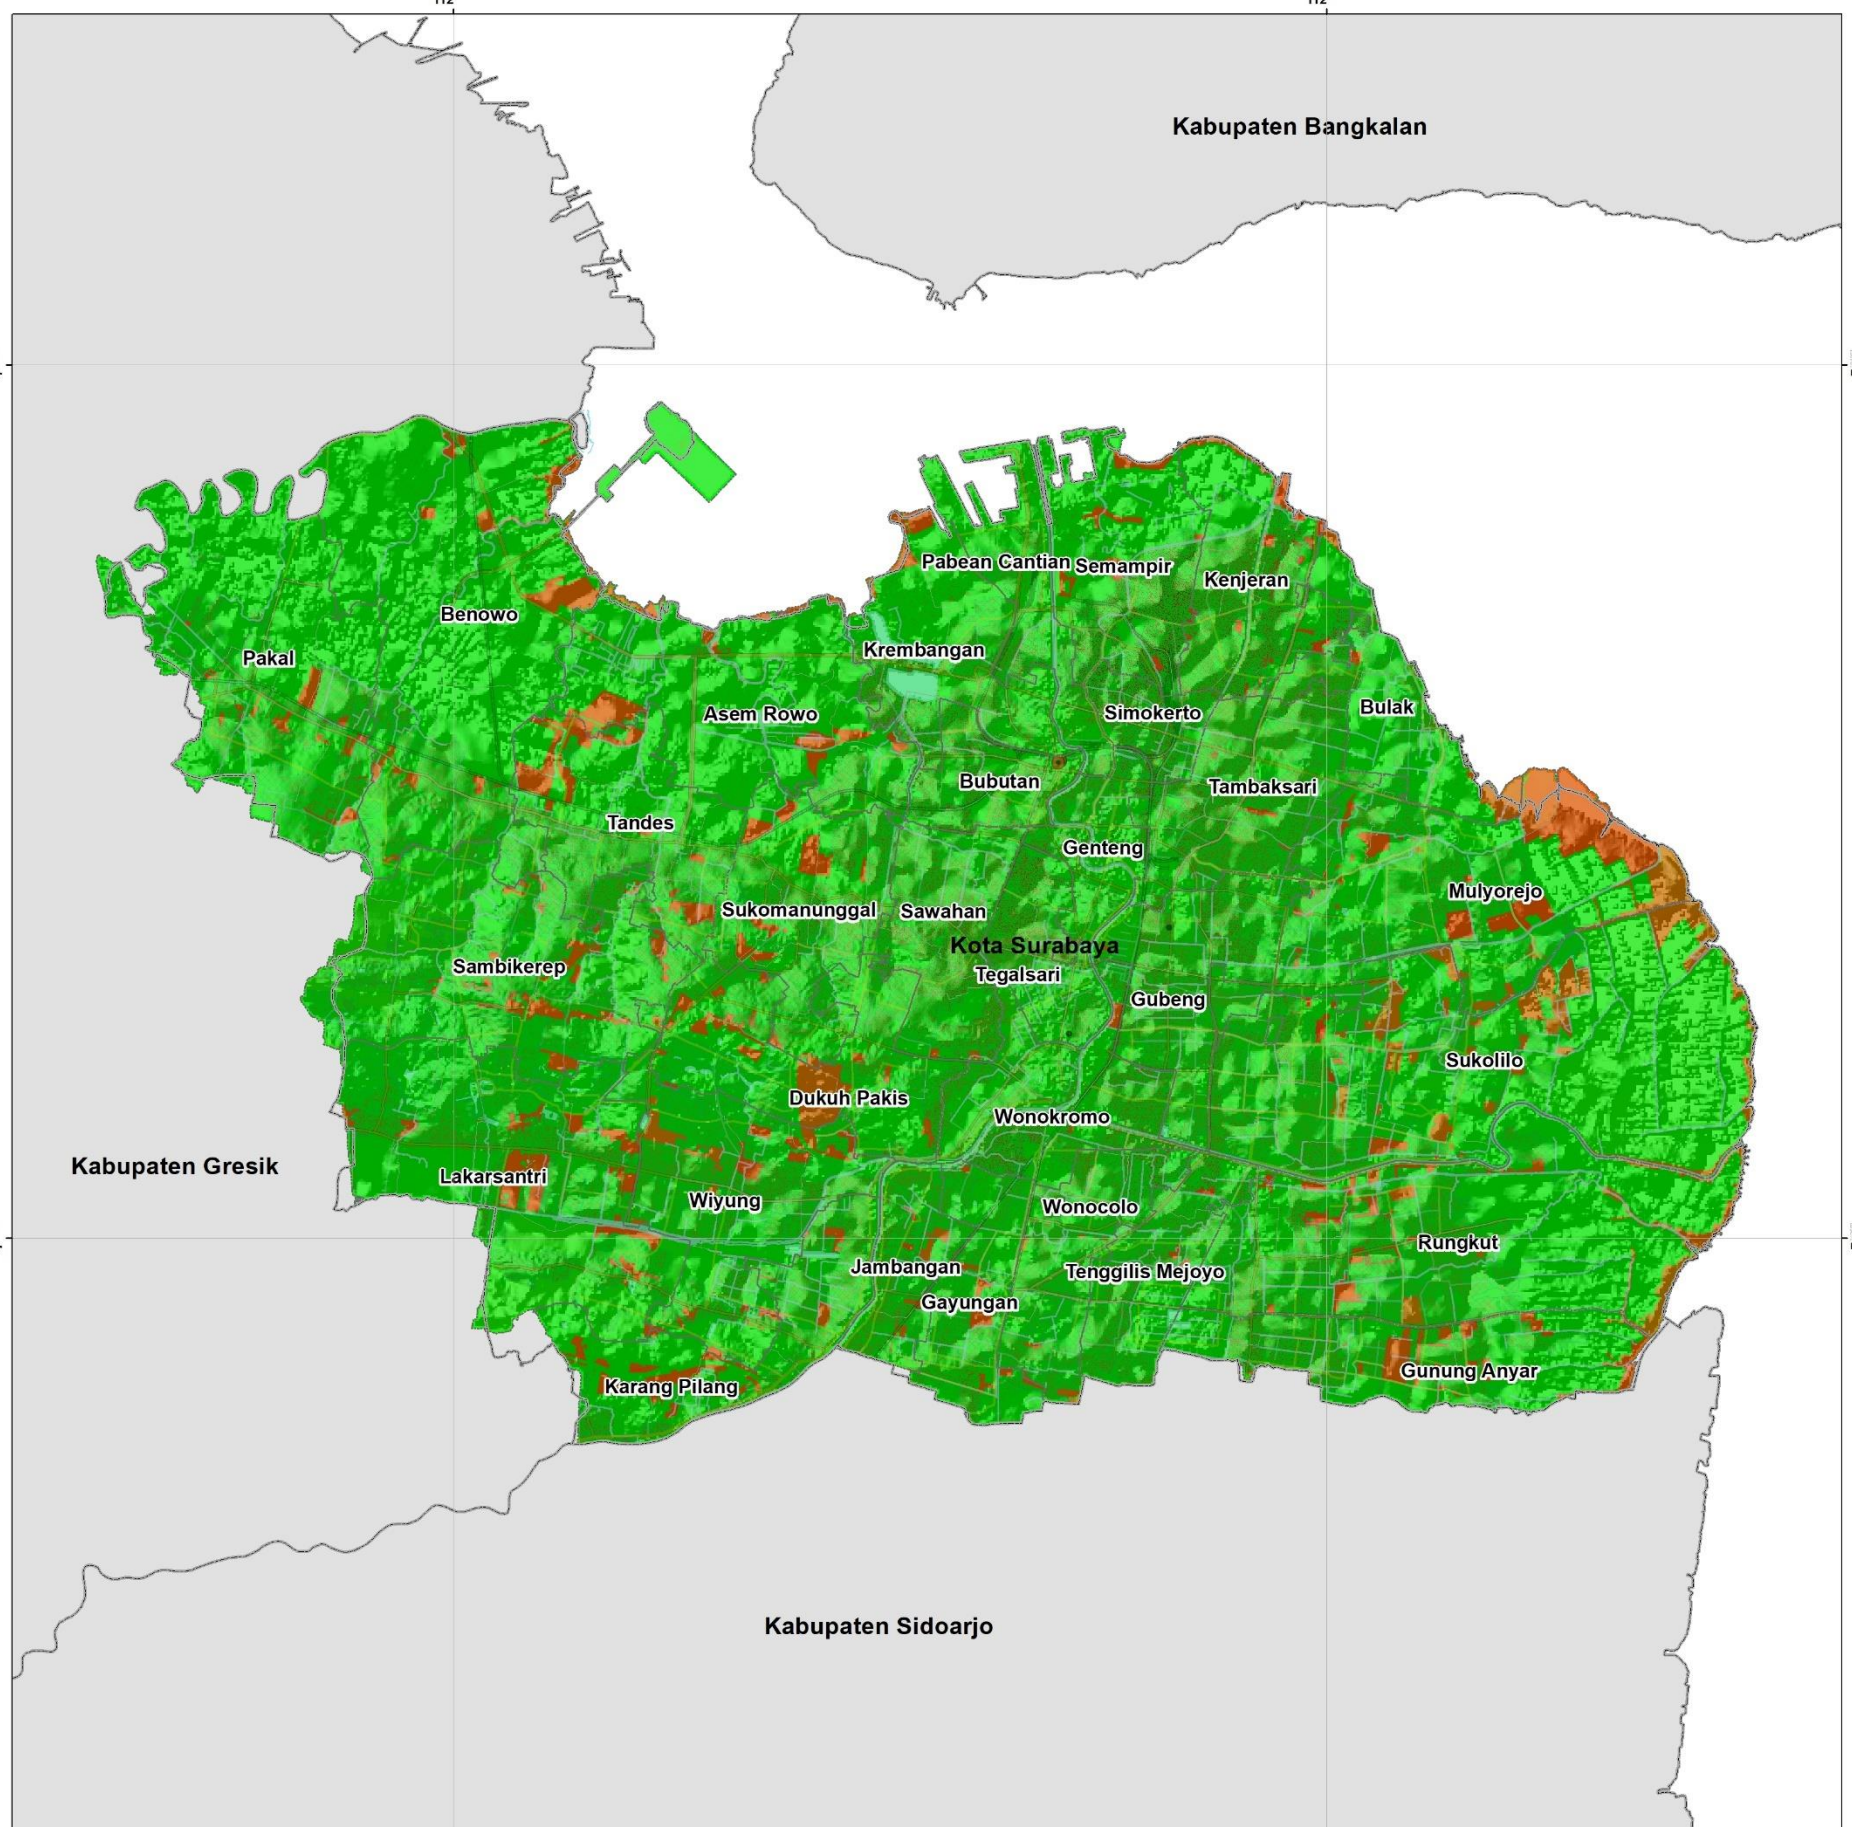 112
112
Kabupaten Bangkalan
Pabean Cantian
Semampir
Kenjeran
Benowo
Krembangan
Pakal
Asem Rowo
Simokerto
Bulak
Bubutan
Tambaksari
Tandes
Genteng
Mulyorejo
Sukomanunggal
Sawahan
Kota Surabaya
Sambikerep
Tegalsari
Gubeng
Sukolilo
Dukuh Pakis
Wonokromo
Kabupaten Gresik
Lakarsantri
Wiyung
Wonocolo
Rungkut
Jambangan
Tenggilis Mejoyo
Gayungan
Gunung Anyar
Karang Pilang
Kabupaten Sidoarjo